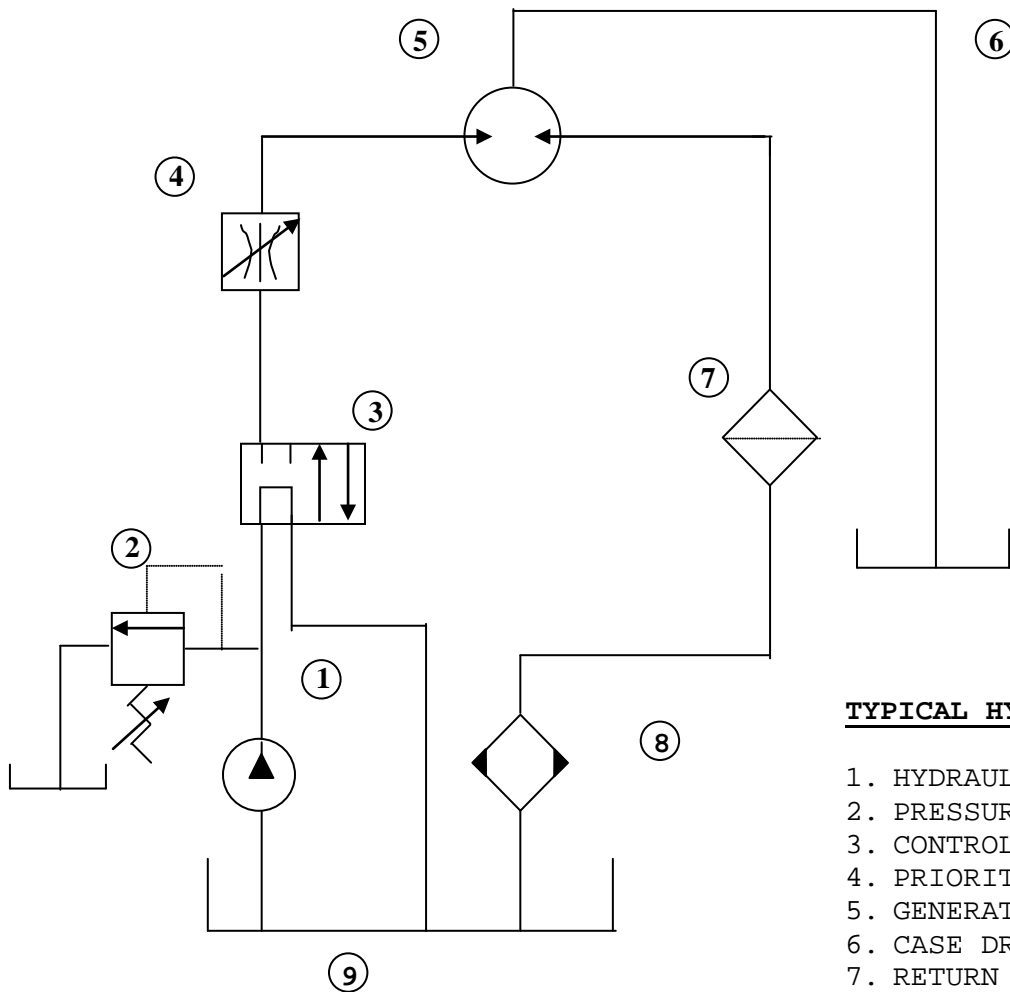 5
6
4
7
3
2
1
8
TYPICAL HY
1. HYDRAUL
2. PRESSUR
3. CONTROL
4. PRIORIT
5. GENERAT
6. CASE DR
7. RETURN
9